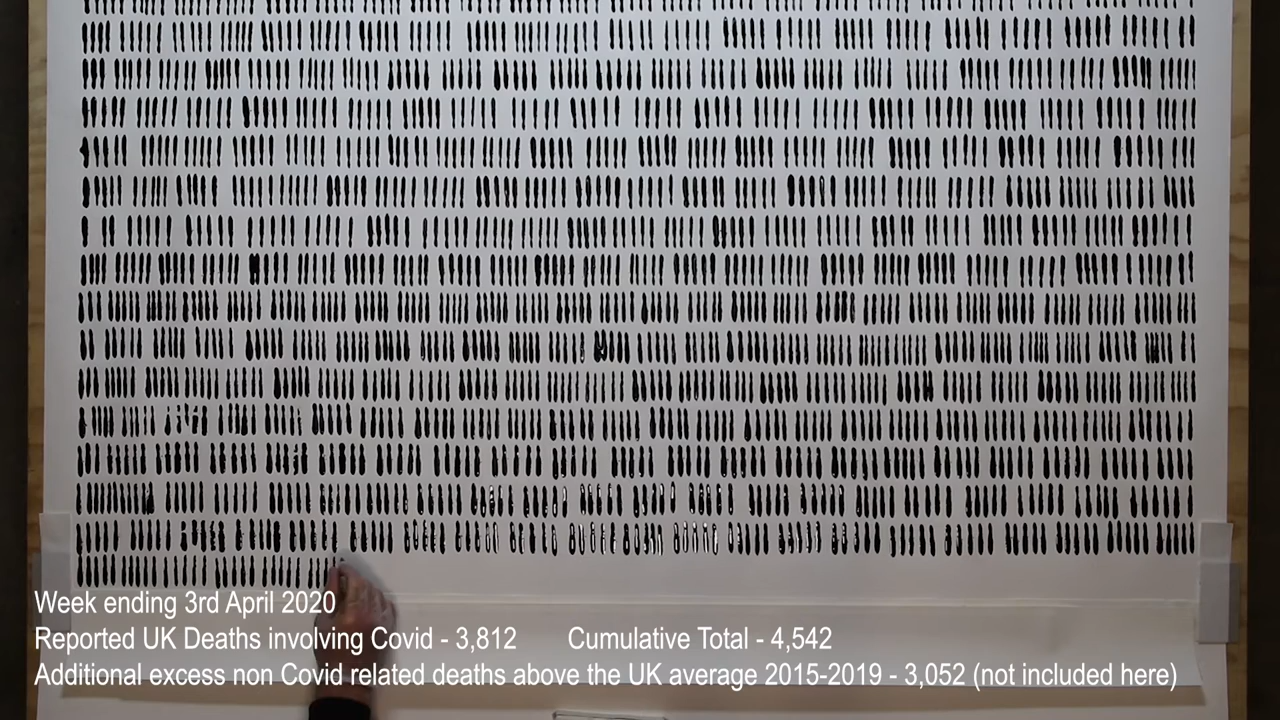 Week ending 3rd April 2020
Reported UK Deaths involving Covid - 3,812 Cumulative Total - 4,542
Additional excess non Covid related deaths above the UK average 2015-2019 - 3,052 (not included here)